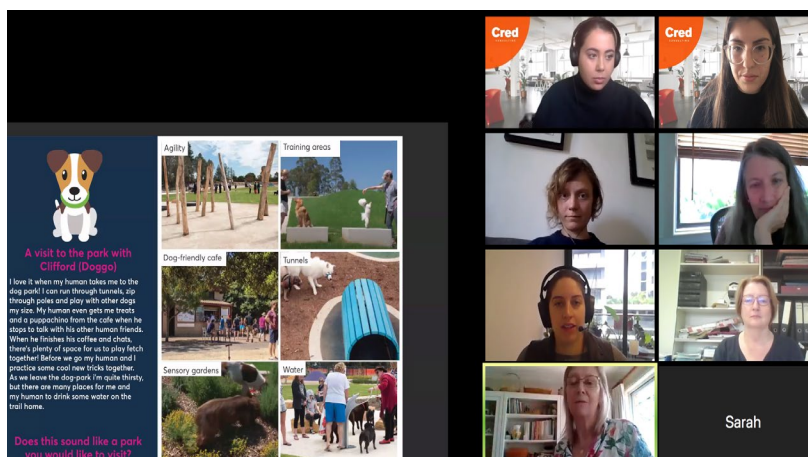 A visit to the park with
Clifford (Doggo)
I love it when my human takes me to the
dog park! I can run through tunnels, zip
through poles and play with other dogs
my size. My human even gets me treats
and a puppachino from the cafe when he
stops to talk with his other human friends.
When he finishes his coffee and chats,
there's plenty of space for us to play fetch
together! Before we go my human and I
practice some cool new tricks together.
As we leave the dog-park i'm quite thirsty,
but there are many places for me and
my human to drink some water on the
trail home.
Does this sound like a park
you would like to visit?
Agility
Training areas
Dog-friendly cafe
Tunnels
Sensory gardens
Water
Cred
Cred
Sarah